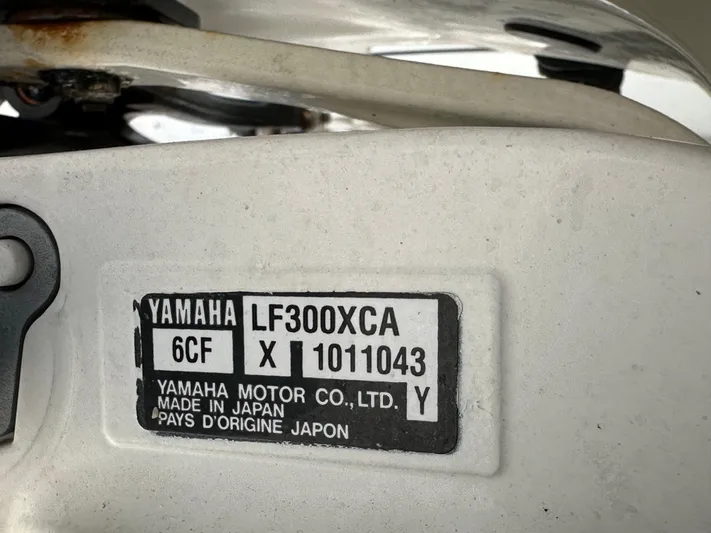 YAMAHA LF300XCA
6CF X 1011043
YAMAHA MOTOR CO.,LTD. Y
MADE IN JAPAN
PAYS D'ORIGINE JAPON